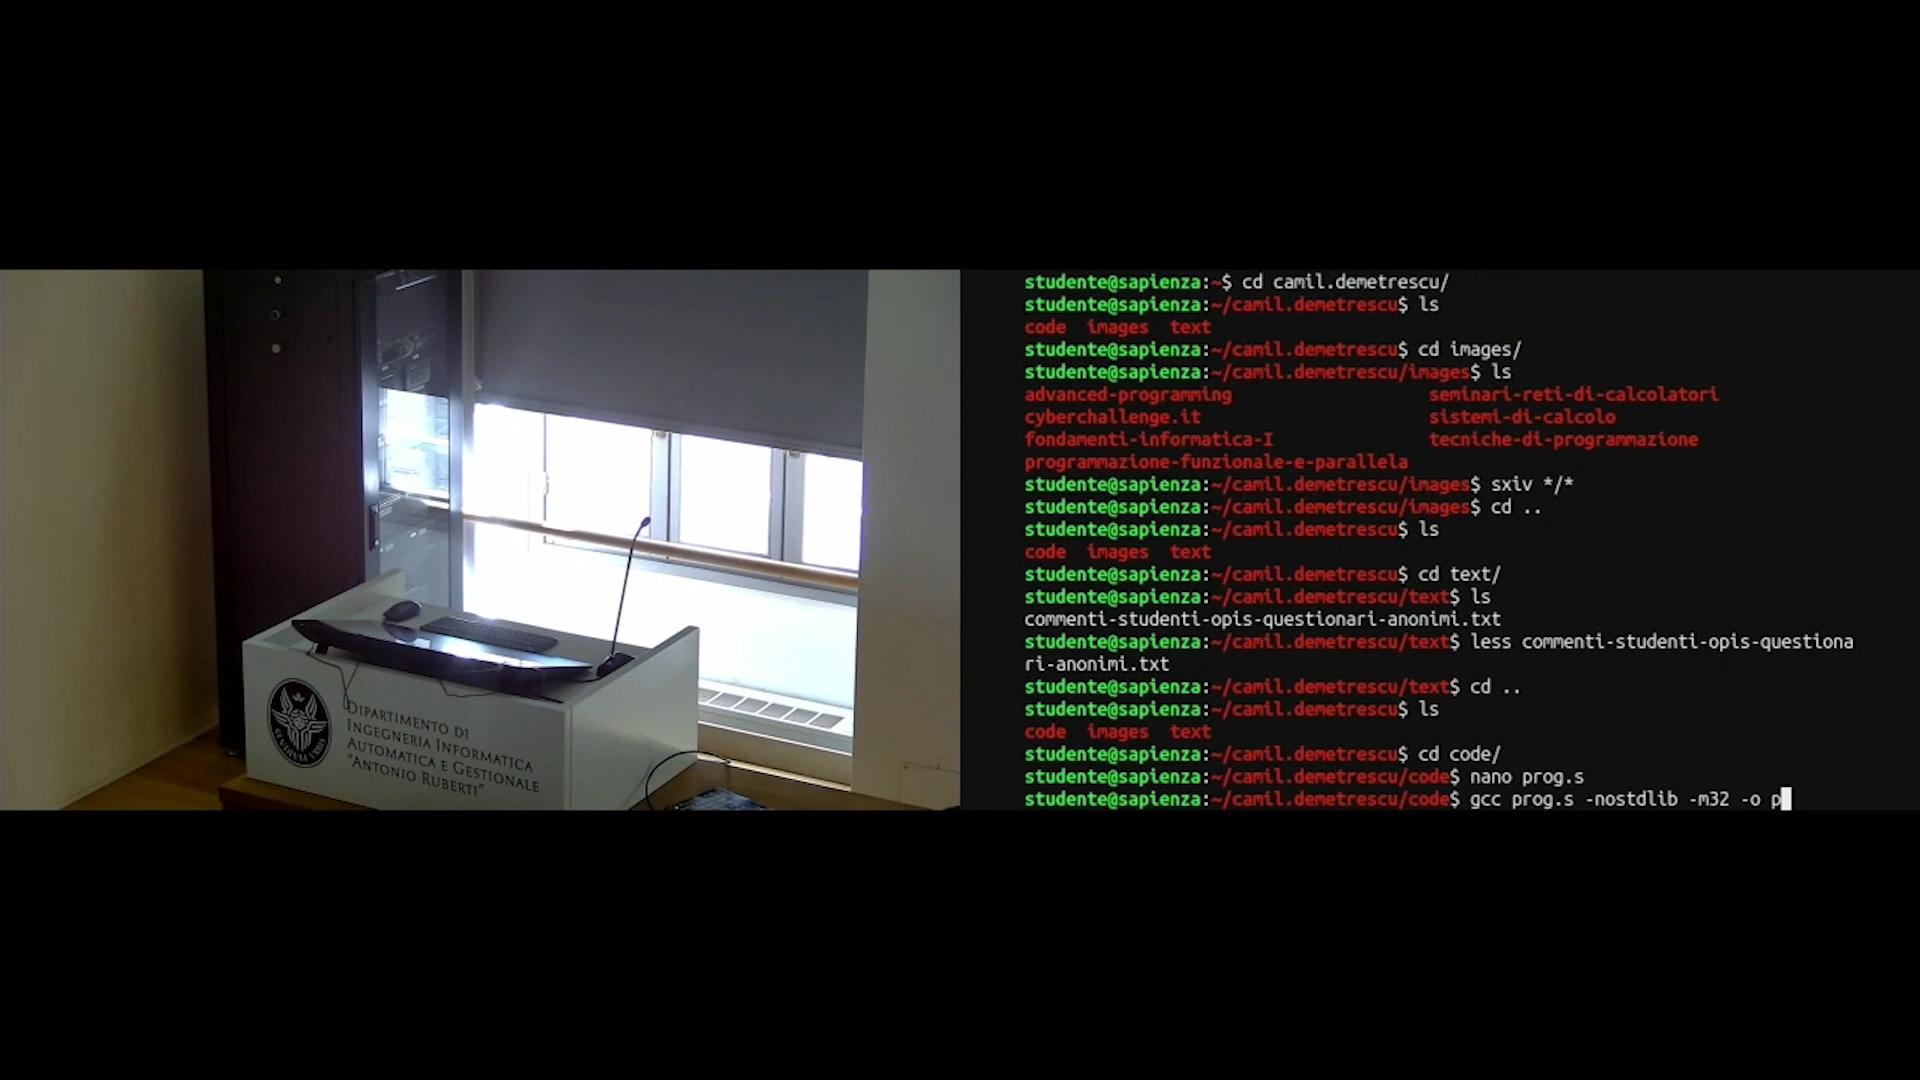 DIPARTIMENTO DI
INGEGNERIA INFORMATICA
AUTOMATICA E GESTIONALE
"ANTONIO RUBERTI"
studente@sapienza:~$ cd camil.demetrescu/
studente@sapienza:~/camil.demetrescu$ ls
code images text
studente@sapienza:~/camil.demetrescu$ cd images/
studente@sapienza:~/camil.demetrescu/images$ ls
advanced-programming seminari-reti-di-calcolatori
cyberchallenge.it sistemi-di-calcolo
fondamenti-informatica-I tecniche-di-programmazione
programmazione-funzionale-e-parallela
studente@sapienza:~/camil.demetrescu/images$ sxiv */*
studente@sapienza:~/camil.demetrescu/images$ cd ..
studente@sapienza:~/camil.demetrescu$ ls
code images text
studente@sapienza:~/camil.demetrescu$ cd text/
studente@sapienza:~/camil.demetrescu/text$ ls
commenti-studenti-opis-questionari-anonimi.txt
studente@sapienza:~/camil.demetrescu/text$ less commenti-studenti-opis-questiona
ri-anonimi.txt
studente@sapienza:~/camil.demetrescu/text$ cd ..
studente@sapienza:~/camil.demetrescu$ ls
code images text
studente@sapienza:~/camil.demetrescu$ cd code/
studente@sapienza:~/camil.demetrescu/code$ nano prog.s
studente@sapienza:~/camil.demetrescu/code$ gcc prog.s -nostdlib -m32 -o p